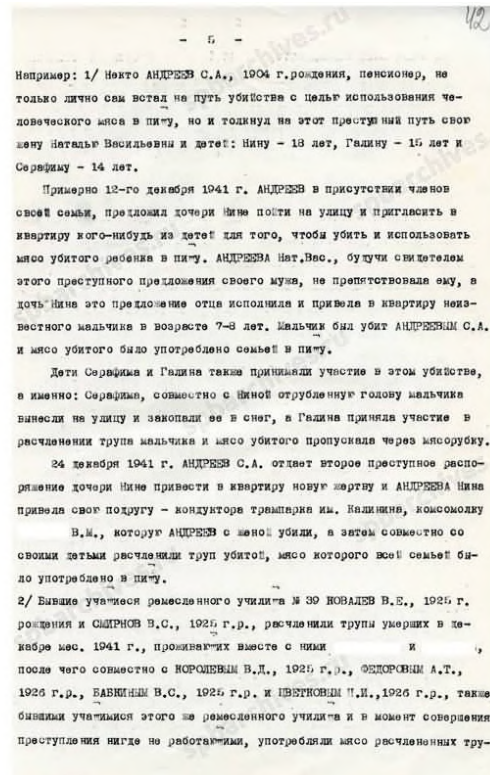 42
- 5 -
Например: 1/ Некто АНДРЕЕВ С.А., 1904 г.рождения, пенсионер, не
только лично сам встал на путь убийства с целью использования че-
ловеческого мяса в пищу, но и толкнул на этот преступный путь свою
жену Наталью Васильевны и детей: Нину - 18 лет, Галину - 15 лет и
Серафиму - 14 лет.
Примерно 12-го декабря 1941 г. АНДРЕЕВ в присутствии членов
своей семьи, предложил дочери Нине пойти на улицу и пригласить в
квартиру кого-нибудь из детей для того, чтобы убить и использовать
мясо убитого ребенка в пищу. АНДРЕЕВА Нат.Вас., будучи свидетелем
этого преступного предложения своего мужа, не препятствовала ему, а
дочь Нина это предложение отца исполнила и привела в квартиру неиз-
вестного мальчика в возрасте 7-8 лет. Мальчик был убит АНДРЕЕВЫМ С.А.
и мясо убитого было употреблено семьей в пищу.
Дети Серафима и Галина также принимали участие в этом убийстве,
а именно: Серафима, совместно с Ниной отрубленную голову мальчика
вынесли на улицу и закопали ее в снег, а Галина приняла участие в
расчленении трупа мальчика и мясо убитого пропускала через мясорубку.
24 декабря 1941 г. АНДРЕЕВ С.А. отдает второе преступное распо-
ряжение дочери Нине привести в квартиру новую жертву и АНДРЕЕВА Нина
привела свою подругу - кондуктора трампарка им. Калинина, комсомолку
В.М., которую АНДРЕЕВ с женой убили, а затем совместно со
своими детьми расчленили труп убитой, мясо которого всей семьей бы-
ло употреблено в пищу.
2/ Бывшие учащиеся ремесленного училища № 39 КОВАЛЕВ В.Е., 1925 г.
рождения и СМИРНОВ В.С., 1925 г.р., расчленили трупы умерших в де-
кабре мес. 1941 г., проживающих вместе с ними и ,
после чего совместно с КОРОЛЕВЫМ В.Д., 1925 г.р., ФЕДОРОВЫМ А.Т.,
1926 г.р., БАБКИНЫМ В.С., 1925 г.р. и ЦВЕТКОВЫМ П.И.,1926 г.р., также
бывшими учащимися этого же ремесленного училища и в момент совершения
преступления нигде не работающими, употребляли мясо расчлененных тру-